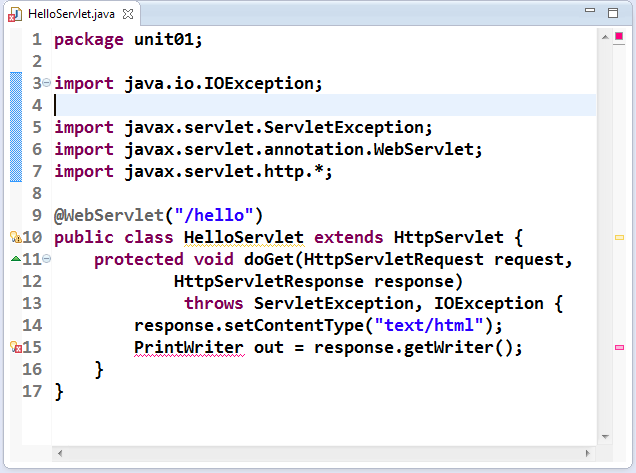 HelloServlet.java
1 package unit01;
2
3 import java.io.IOException;
4
5 import javax.servlet.ServletException;
6 import javax.servlet.annotation.WebServlet;
7 import javax.servlet.http.*;
8
9 @WebServlet("/hello")
10 public class HelloServlet extends HttpServlet {
11     protected void doGet(HttpServletRequest request,
12             HttpServletResponse response)
13              throws ServletException, IOException {
14         response.setContentType("text/html");
15         PrintWriter out = response.getWriter();
16     }
17 }